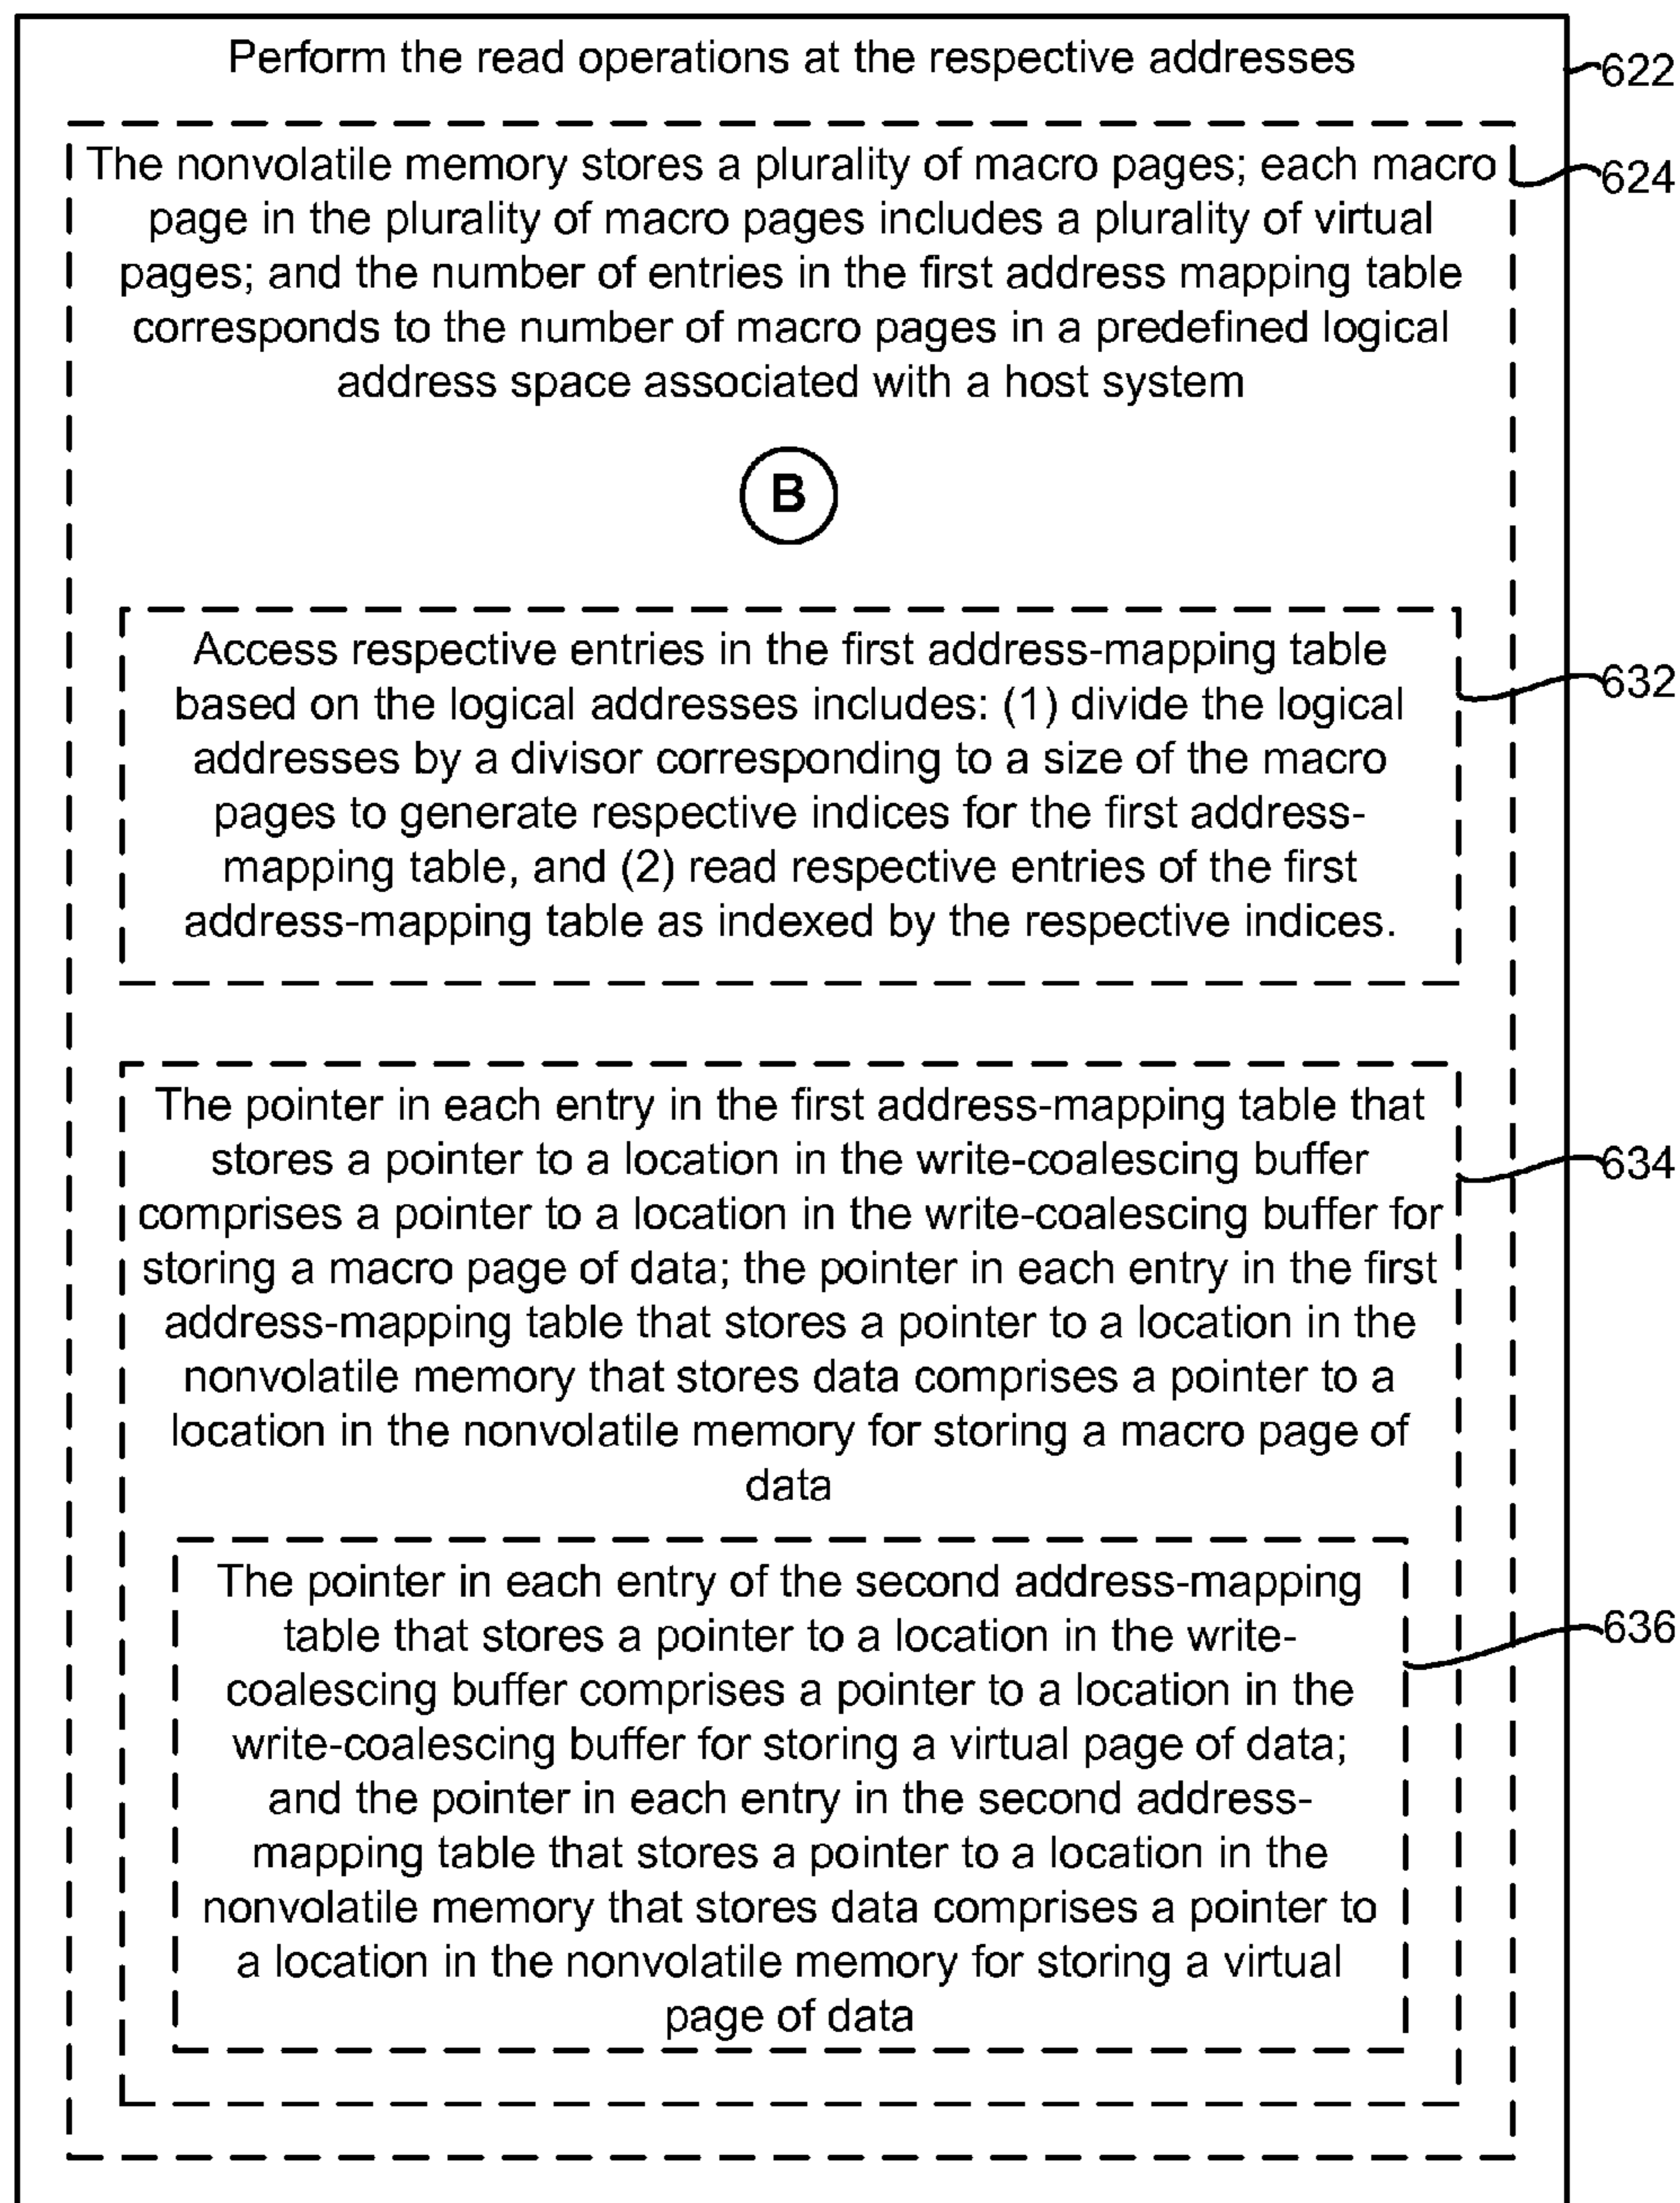 Perform the read operations at the respective addresses
622
The nonvolatile memory stores a plurality of macro pages; each macro
624
page in the plurality of macro pages includes a plurality of virtual
pages; and the number of entries in the first address mapping table
corresponds to the number of macro pages in a predefined logical
address space associated with a host system
B
Access respective entries in the first address-mapping table
632
based on the logical addresses includes: (1) divide the logical
addresses by a divisor corresponding to a size of the macro
pages to generate respective indices for the first address-
mapping table, and (2) read respective entries of the first
address-mapping table as indexed by the respective indices.
The pointer in each entry in the first address-mapping table that
stores a pointer to a location in the write-coalescing buffer
634
comprises a pointer to a location in the write-coalescing buffer for
storing a macro page of data; the pointer in each entry in the first
address-mapping table that stores a pointer to a location in the
nonvolatile memory that stores data comprises a pointer to a
location in the nonvolatile memory for storing a macro page of
data
The pointer in each entry of the second address-mapping
table that stores a pointer to a location in the write-
636
coalescing buffer comprises a pointer to a location in the
write-coalescing buffer for storing a virtual page of data;
and the pointer in each entry in the second address-
mapping table that stores a pointer to a location in the
nonvolatile memory that stores data comprises a pointer to
a location in the nonvolatile memory for storing a virtual
page of data